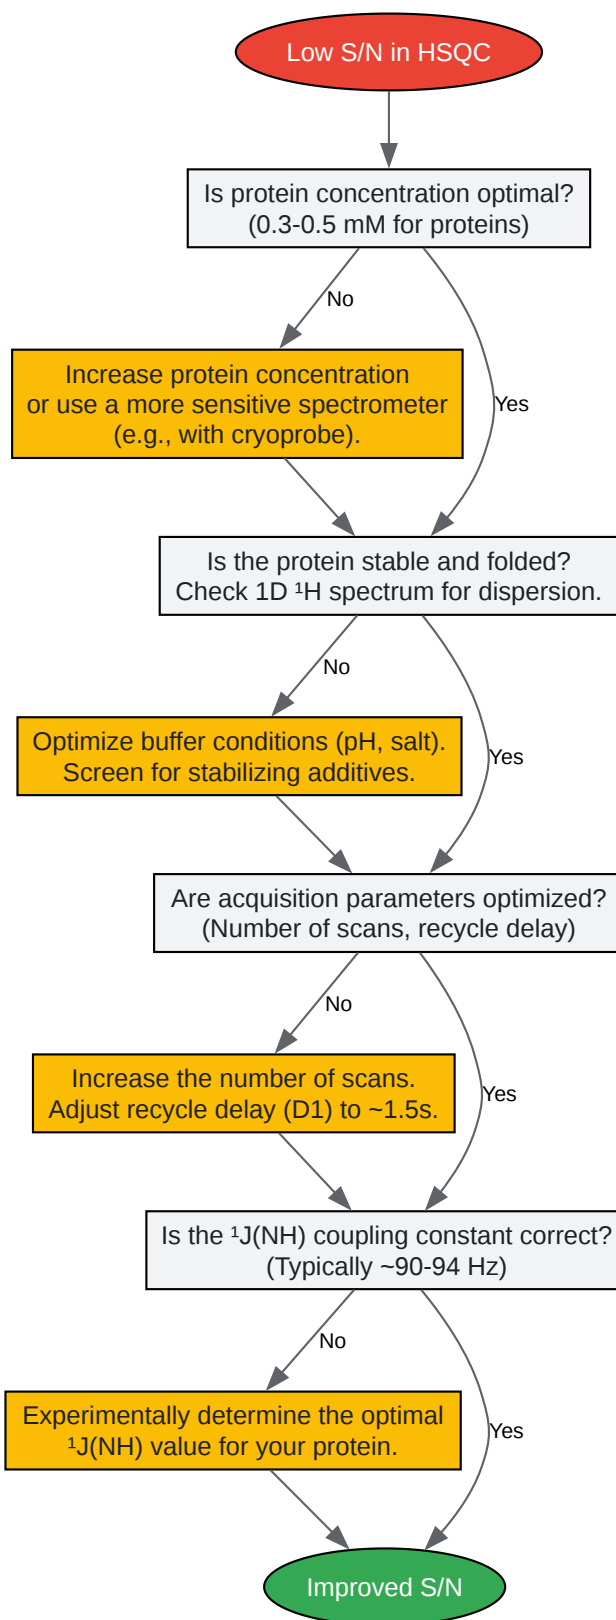 Low S/N in HSQC
Is protein concentration optimal?
(0.3-0.5 mM for proteins)
No
Increase protein concentration
or use a more sensitive spectrometer
(e.g., with cryoprobe).
Yes
Is the protein stable and folded?
Check 1D ¹H spectrum for dispersion.
No
Optimize buffer conditions (pH, salt).
Screen for stabilizing additives.
Yes
Are acquisition parameters optimized?
(Number of scans, recycle delay)
No
Increase the number of scans.
Adjust recycle delay (D1) to ~1.5s.
Yes
Is the ¹J(NH) coupling constant correct?
(Typically ~90-94 Hz)
No
Experimentally determine the optimal
¹J(NH) value for your protein.
Yes
Improved S/N